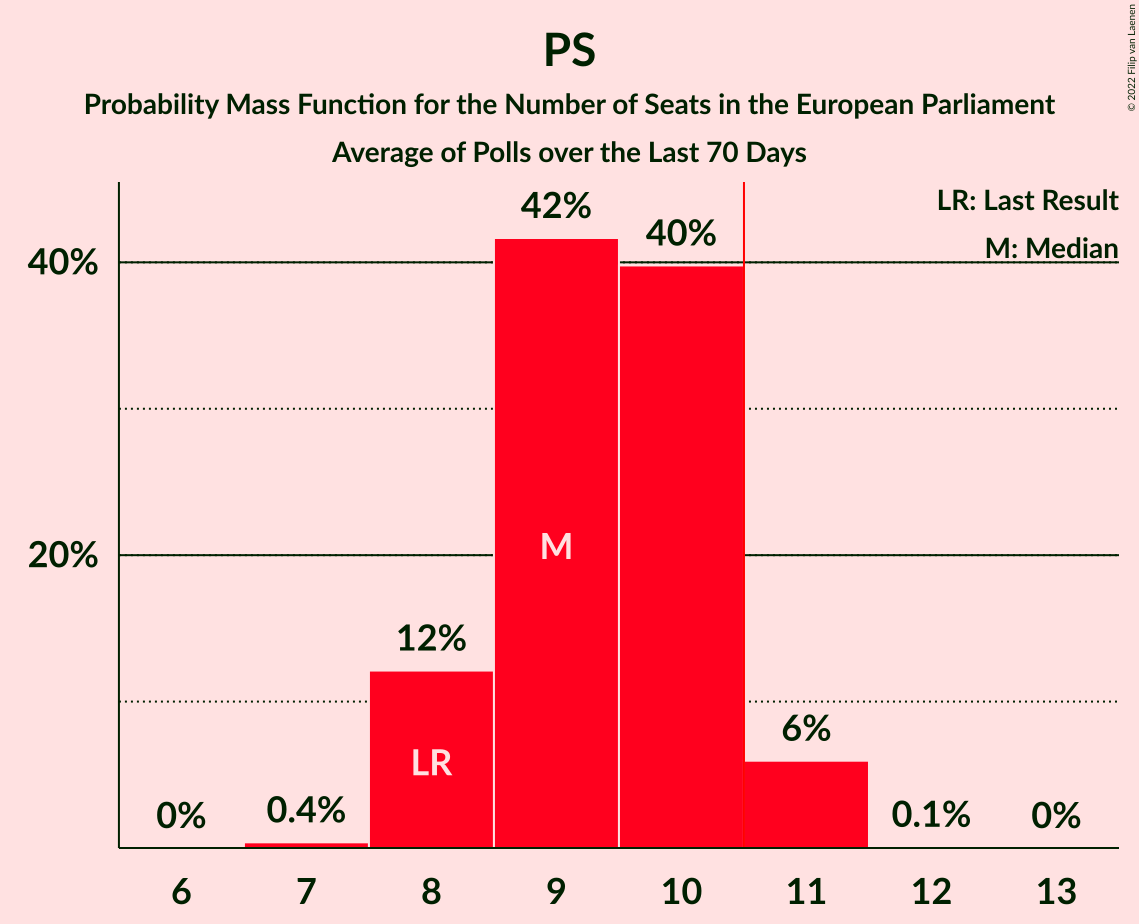 PS
Probability Mass Function for the Number of Seats in the European Parliament
Average of Polls over the Last 70 Days
© 2022 Filip van Laenen
LR: Last Result
M: Median
42%
40%
40%
20%
M
12%
LR
6%
0%
0.4%
0.1%
0%
6 7 8 9 10 11 12 13